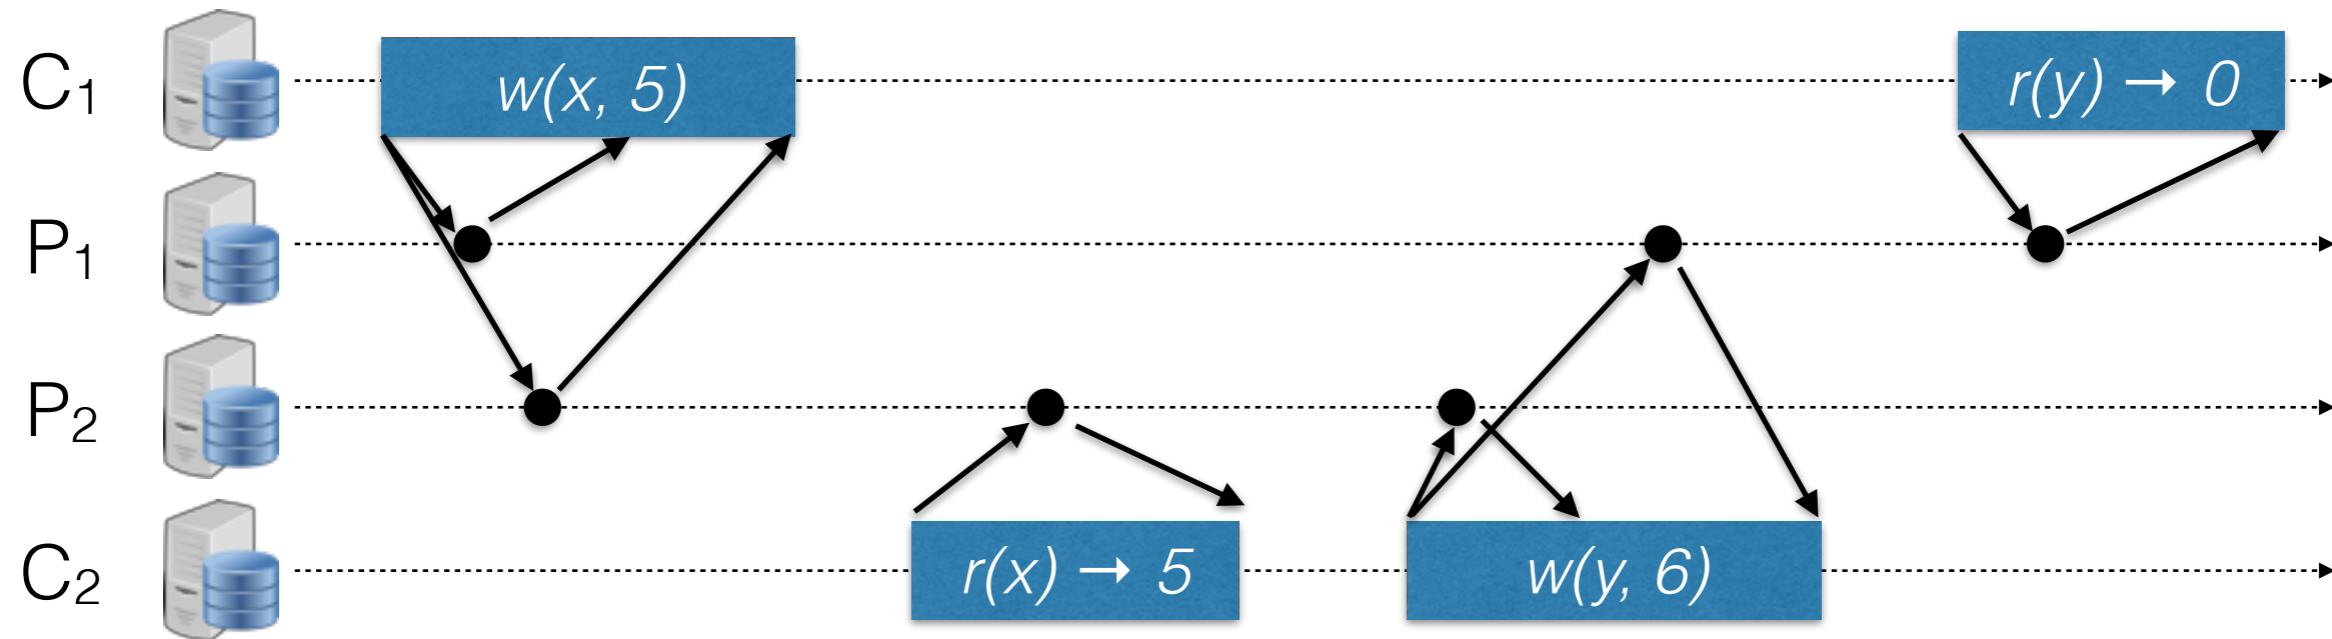 C₁
w(x, 5)
r(y) → 0
P₁
P₂
C₂
r(x) → 5
w(y, 6)